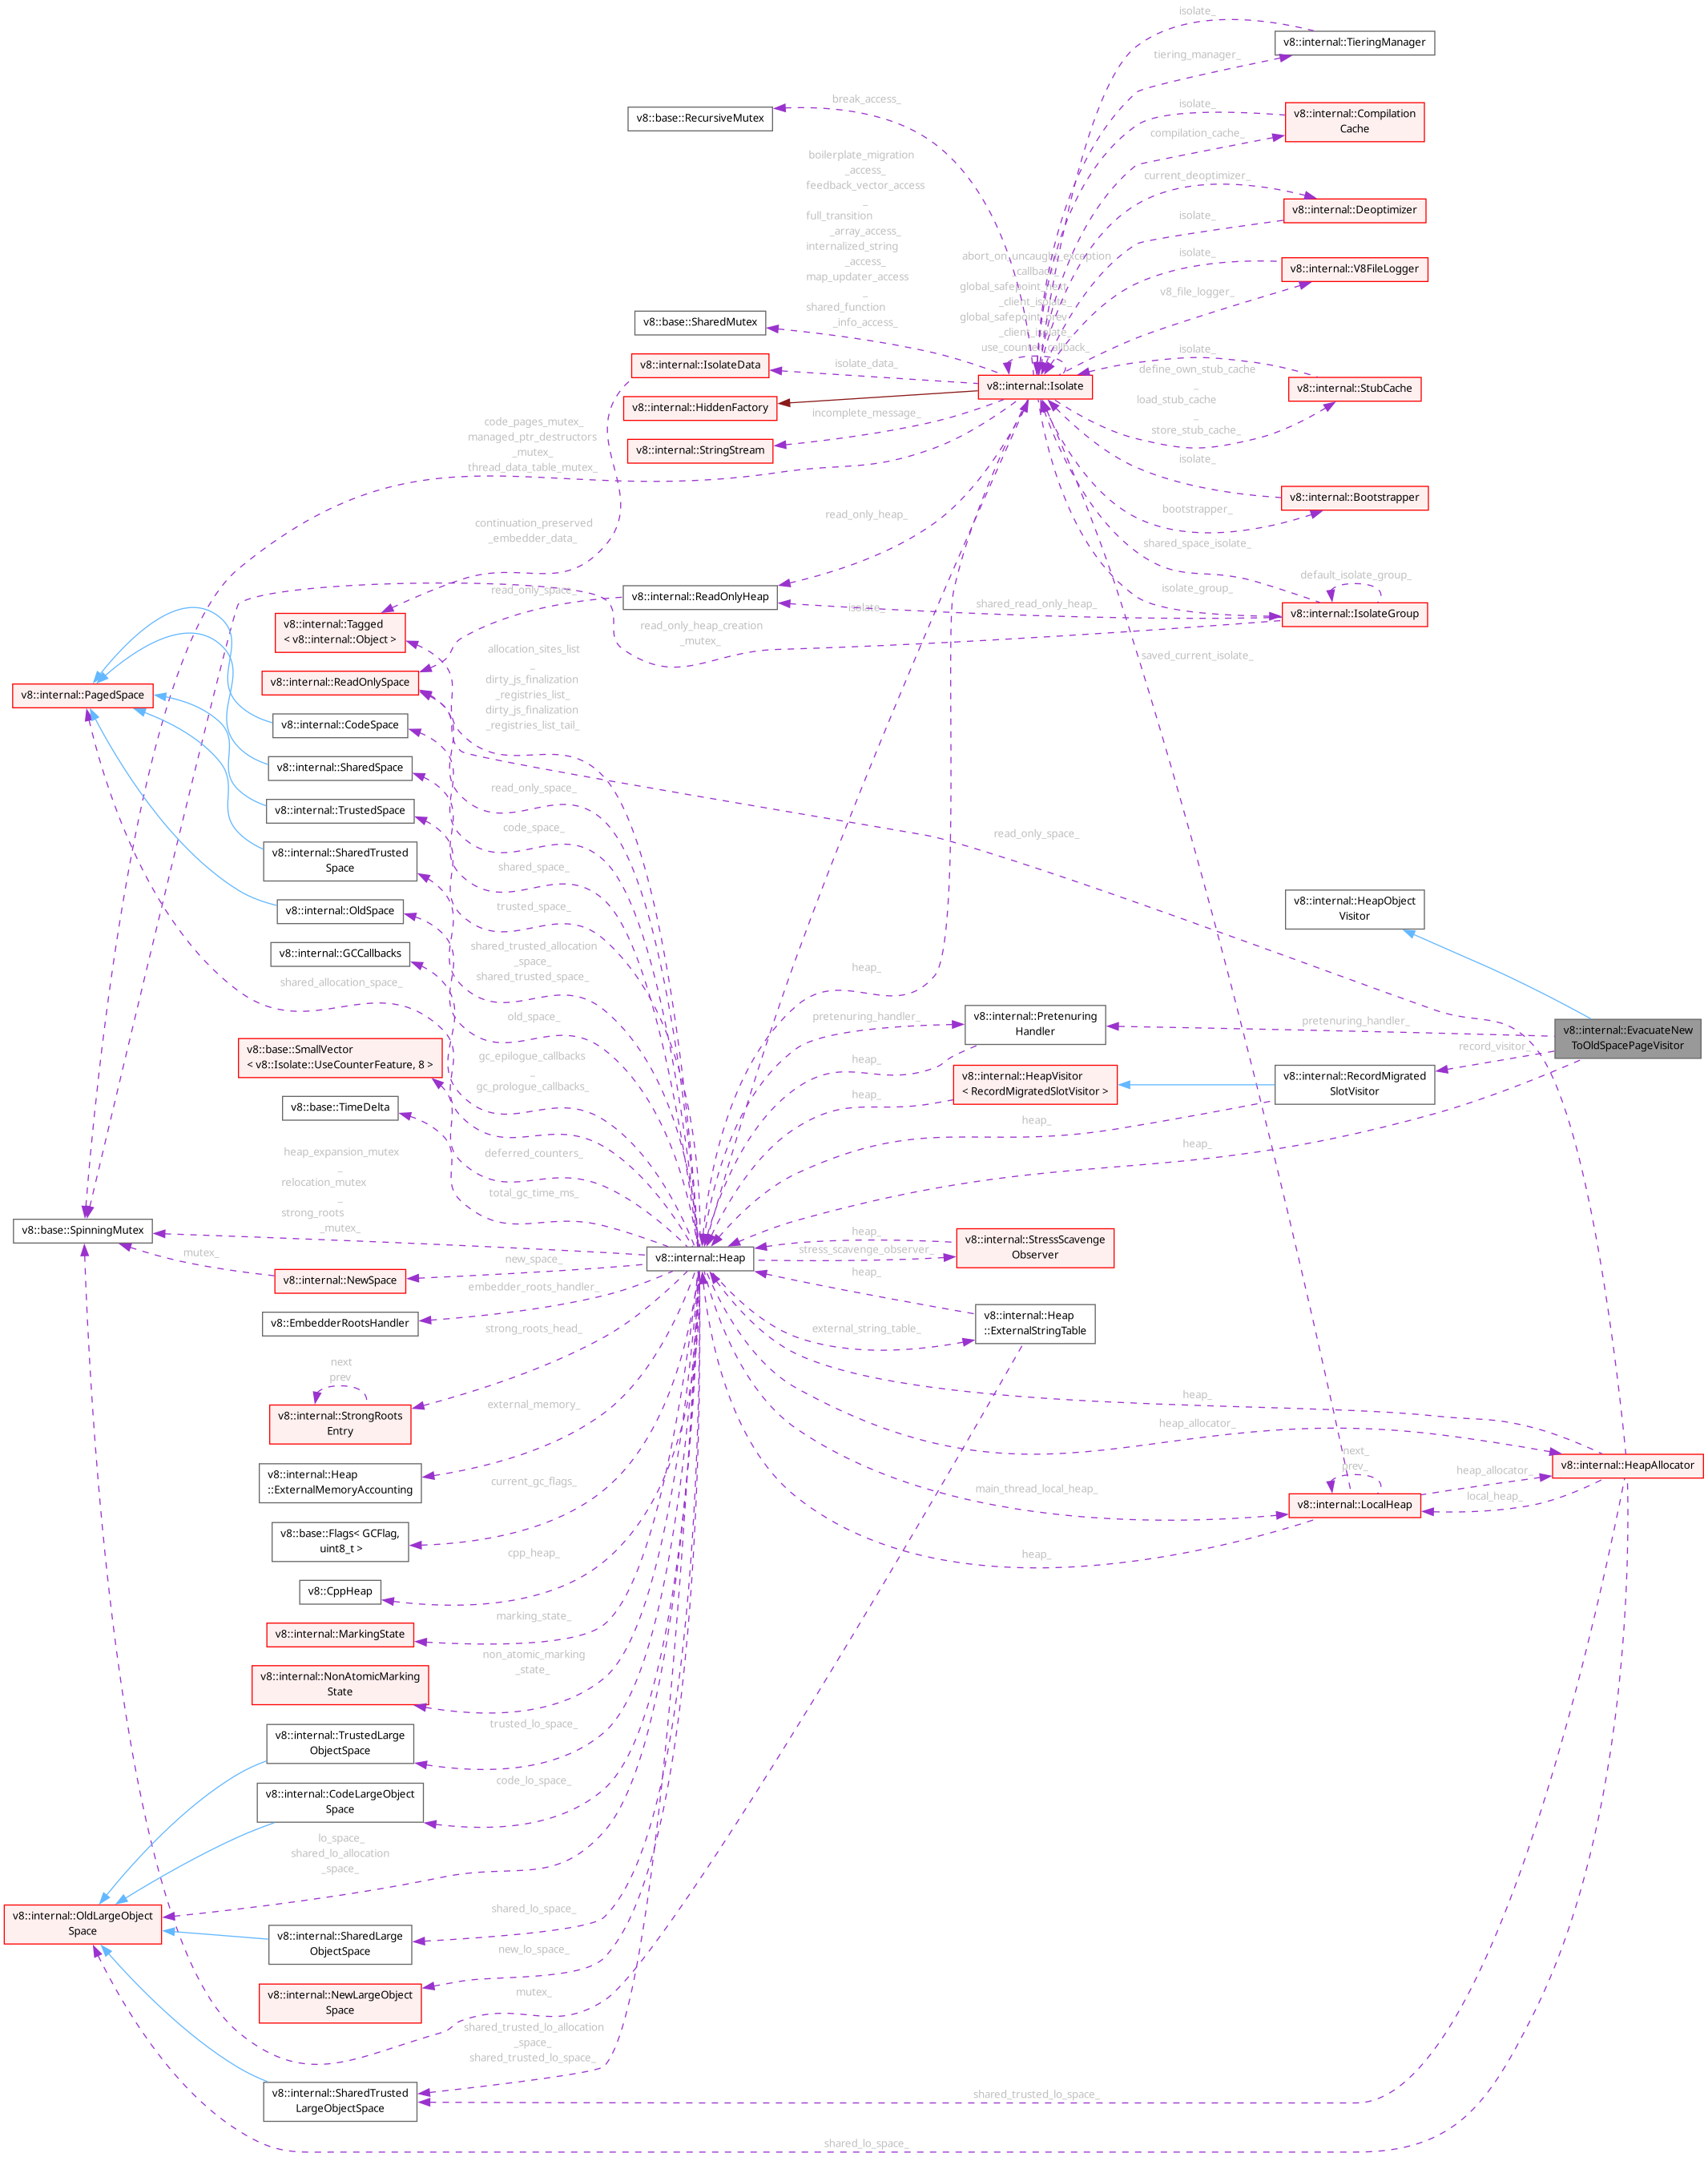 isolate_
v8::internal::TieringManager
tiering_manager_
break_access_
v8::base::RecursiveMutex
isolate_
v8::internal::Compilation
Cache
compilation_cache_
boilerplate_migration
_access_
feedback_vector_access
_
full_transition
_array_access_
internalized_string
_access_
map_updater_access
_
shared_function
_info_access_
current_deoptimizer_
v8::internal::Deoptimizer
isolate_
abort_on_uncaught_exception
_callback_
global_safepoint_next
_client_isolate_
global_safepoint_prev
_client_isolate_
use_counter_callback_
isolate_
v8::internal::V8FileLogger
v8_file_logger_
v8::base::SharedMutex
v8::internal::IsolateData
isolate_data_
v8::internal::Isolate
isolate_
define_own_stub_cache
_
load_stub_cache
_
store_stub_cache_
v8::internal::StubCache
v8::internal::HiddenFactory
incomplete_message_
v8::internal::StringStream
code_pages_mutex_
managed_ptr_destructors
_mutex_
thread_data_table_mutex_
isolate_
v8::internal::Bootstrapper
bootstrapper_
continuation_preserved
_embedder_data_
read_only_heap_
shared_space_isolate_
default_isolate_group_
isolate_group_
v8::internal::IsolateGroup
read_only_space_
v8::internal::ReadOnlyHeap
isolate_
shared_read_only_heap_
read_only_heap_creation
_mutex_
v8::internal::Tagged
< v8::internal::Object >
saved_current_isolate_
allocation_sites_list
_
dirty_js_finalization
_registries_list_
dirty_js_finalization
_registries_list_tail_
v8::internal::ReadOnlySpace
v8::internal::PagedSpace
v8::internal::CodeSpace
v8::internal::SharedSpace
read_only_space_
v8::internal::TrustedSpace
code_space_
read_only_space_
v8::internal::SharedTrusted
Space
shared_space_
v8::internal::OldSpace
trusted_space_
v8::internal::HeapObject
Visitor
v8::internal::GCCallbacks
shared_trusted_allocation
_space_
shared_trusted_space_
heap_
shared_allocation_space_
old_space_
pretenuring_handler_
v8::internal::Pretenuring
Handler
pretenuring_handler_
v8::internal::EvacuateNew
ToOldSpacePageVisitor
record_visitor_
v8::base::SmallVector
< v8::Isolate::UseCounterFeature, 8 >
gc_epilogue_callbacks
_
gc_prologue_callbacks_
heap_
v8::internal::HeapVisitor
< RecordMigratedSlotVisitor >
v8::internal::RecordMigrated
SlotVisitor
heap_
v8::base::TimeDelta
heap_
heap_
deferred_counters_
heap_expansion_mutex
_
relocation_mutex
_
strong_roots
_mutex_
total_gc_time_ms_
v8::base::SpinningMutex
mutex_
v8::internal::NewSpace
new_space_
v8::internal::Heap
heap_
stress_scavenge_observer_
v8::internal::StressScavenge
Observer
embedder_roots_handler_
heap_
v8::EmbedderRootsHandler
strong_roots_head_
external_string_table_
v8::internal::Heap
::ExternalStringTable
next
prev
v8::internal::StrongRoots
Entry
external_memory_
heap_
heap_allocator_
v8::internal::Heap
::ExternalMemoryAccounting
current_gc_flags_
main_thread_local_heap_
next_
prev_
v8::internal::LocalHeap
heap_allocator_
local_heap_
v8::internal::HeapAllocator
v8::base::Flags< GCFlag,
uint8_t >
cpp_heap_
heap_
v8::CppHeap
marking_state_
v8::internal::MarkingState
non_atomic_marking
_state_
v8::internal::NonAtomicMarking
State
trusted_lo_space_
v8::internal::TrustedLarge
ObjectSpace
code_lo_space_
v8::internal::CodeLargeObject
Space
lo_space_
shared_lo_allocation
_space_
v8::internal::OldLargeObject
Space
shared_lo_space_
v8::internal::SharedLarge
ObjectSpace
new_lo_space_
v8::internal::NewLargeObject
Space
mutex_
shared_trusted_lo_allocation
_space_
shared_trusted_lo_space_
v8::internal::SharedTrusted
LargeObjectSpace
shared_trusted_lo_space_
shared_lo_space_